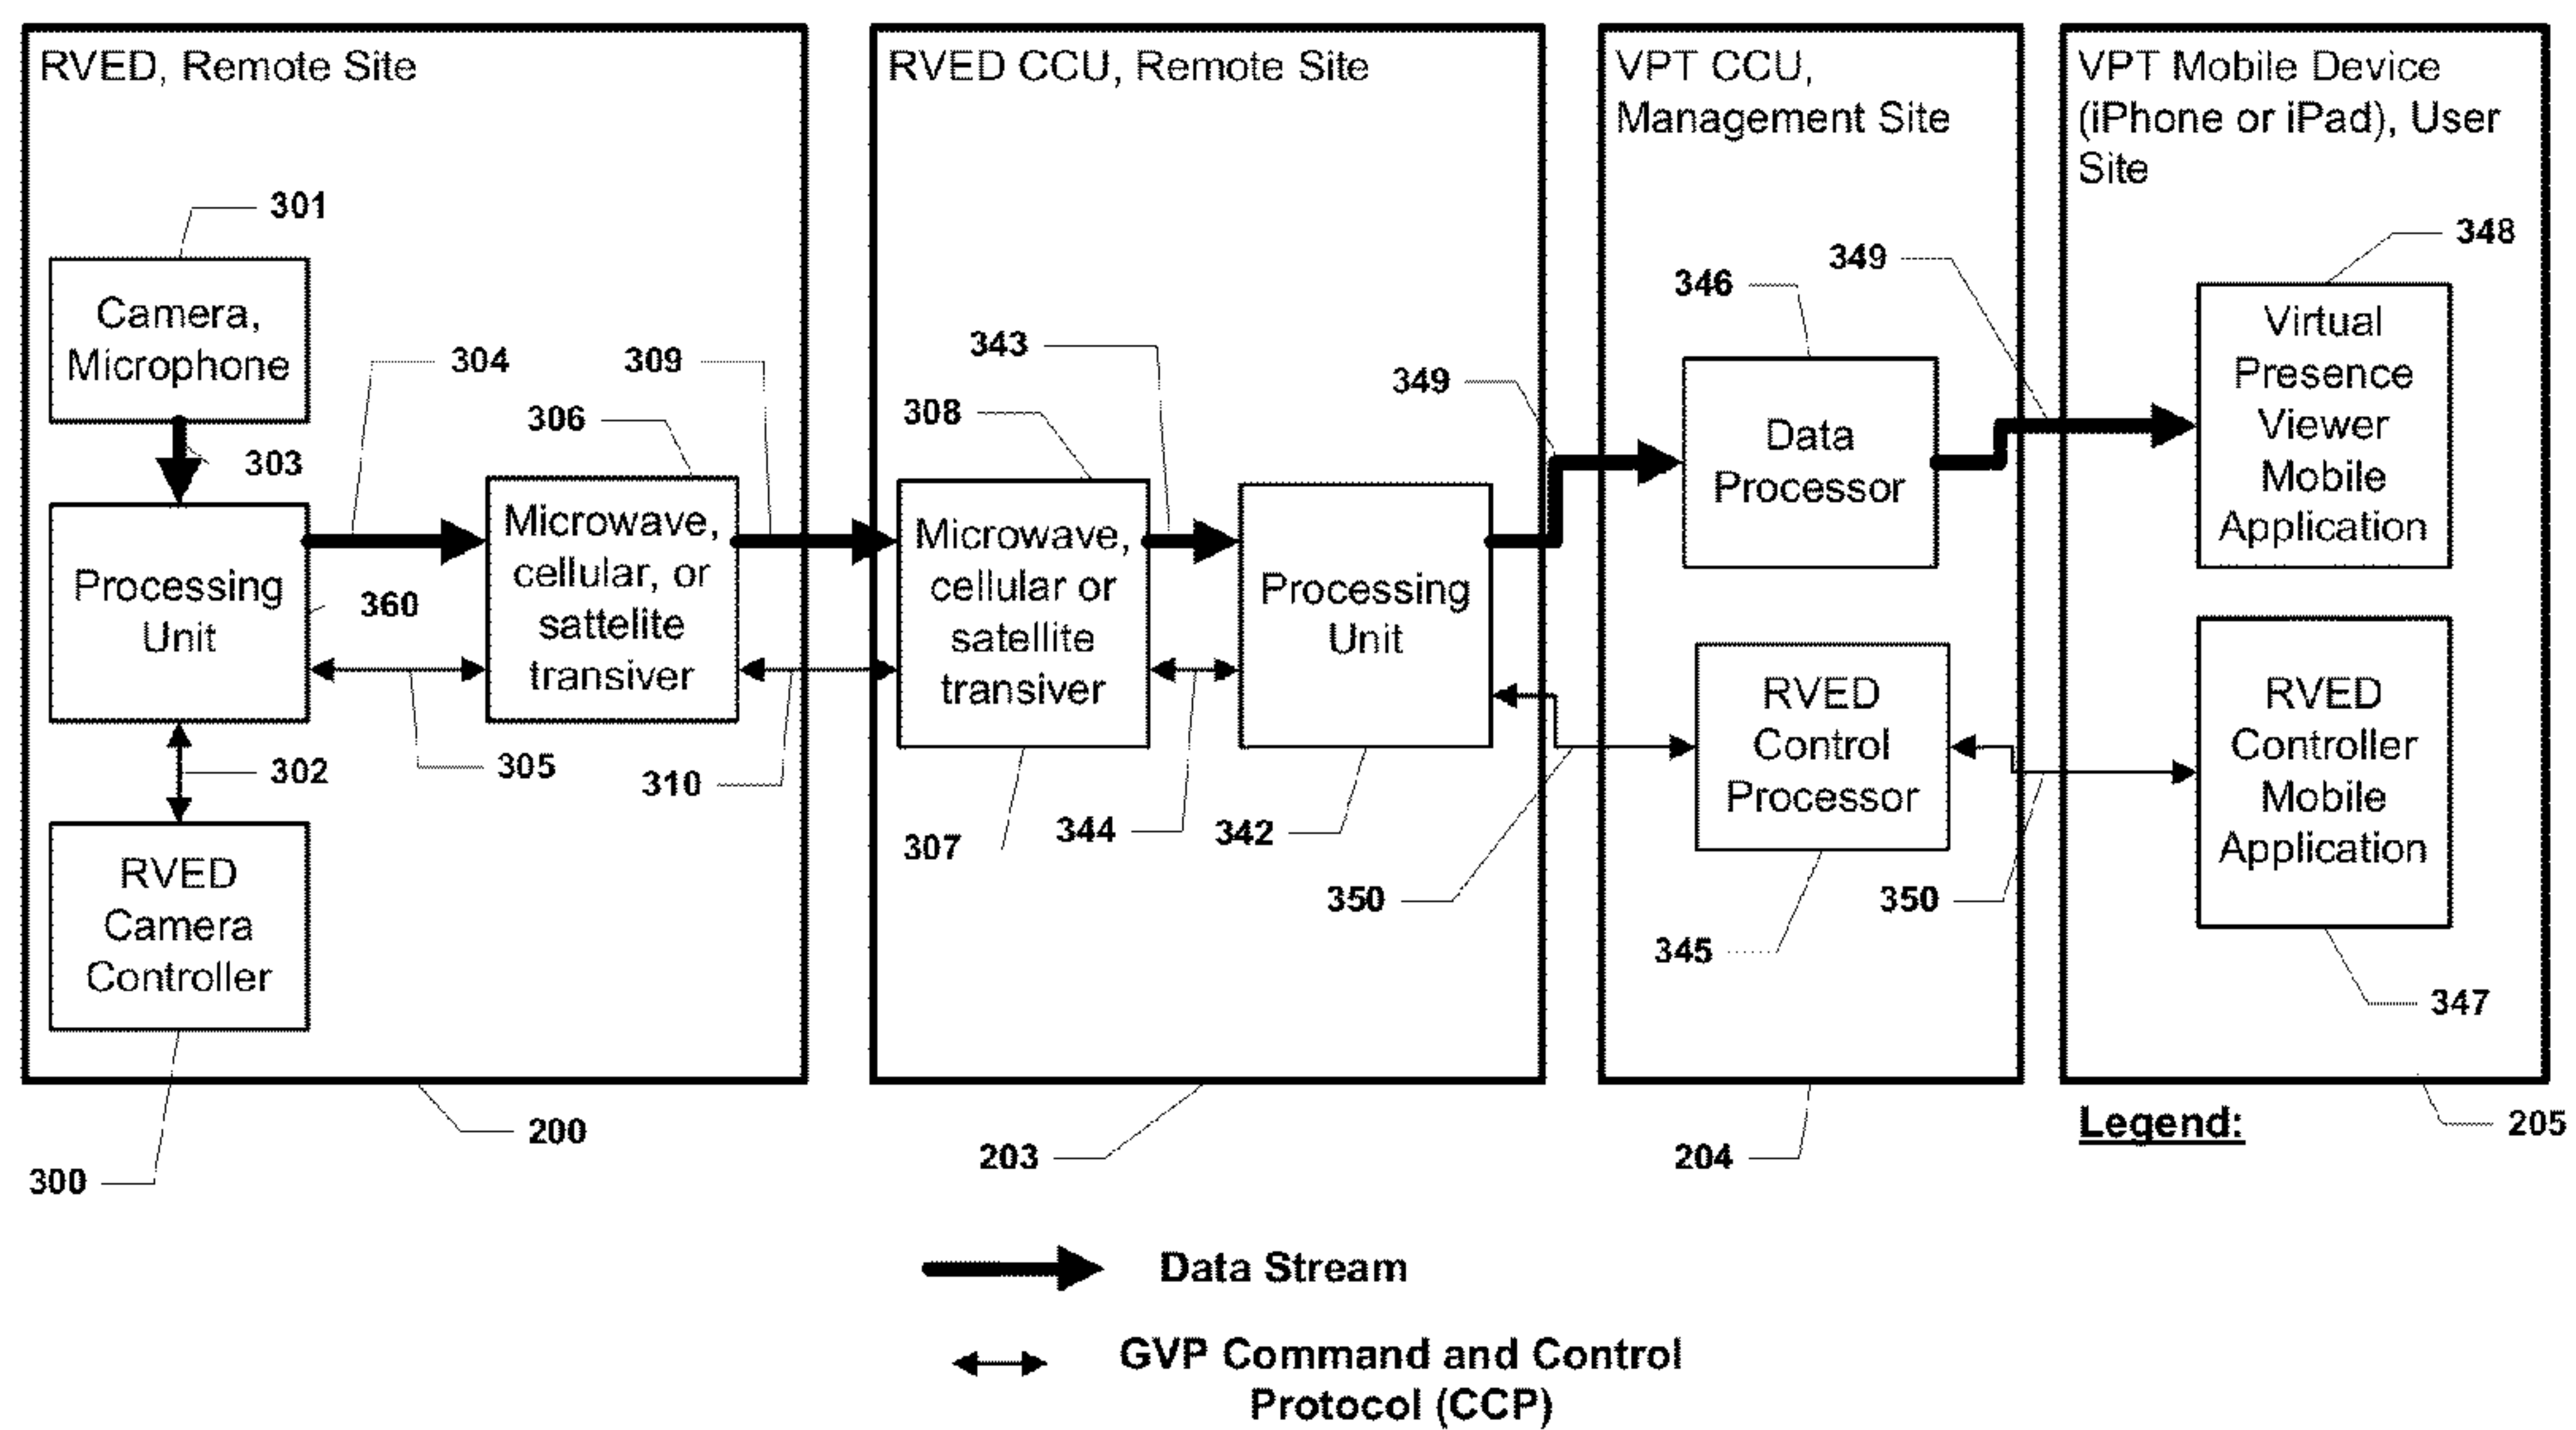 RVED, Remote Site
301
Camera,
Microphone
303
304
309
306
Processing
Unit
360
Microwave,
cellular, or
sattelite
transiver
302
305
310
RVED
Camera
Controller
200
300
RVED CCU, Remote Site
343
308
349
Microwave,
cellular or
satellite
transiver
Processing
Unit
307
344
342
350
203
VPT CCU,
Management Site
346
349
Data
Processor
RVED
Control
Processor
345
350
204
VPT Mobile Device
(iPhone or iPad), User
Site
348
Virtual
Presence
Viewer
Mobile
Application
RVED
Controller
Mobile
Application
347
205
Legend:
Data Stream
GVP Command and Control
Protocol (CCP)